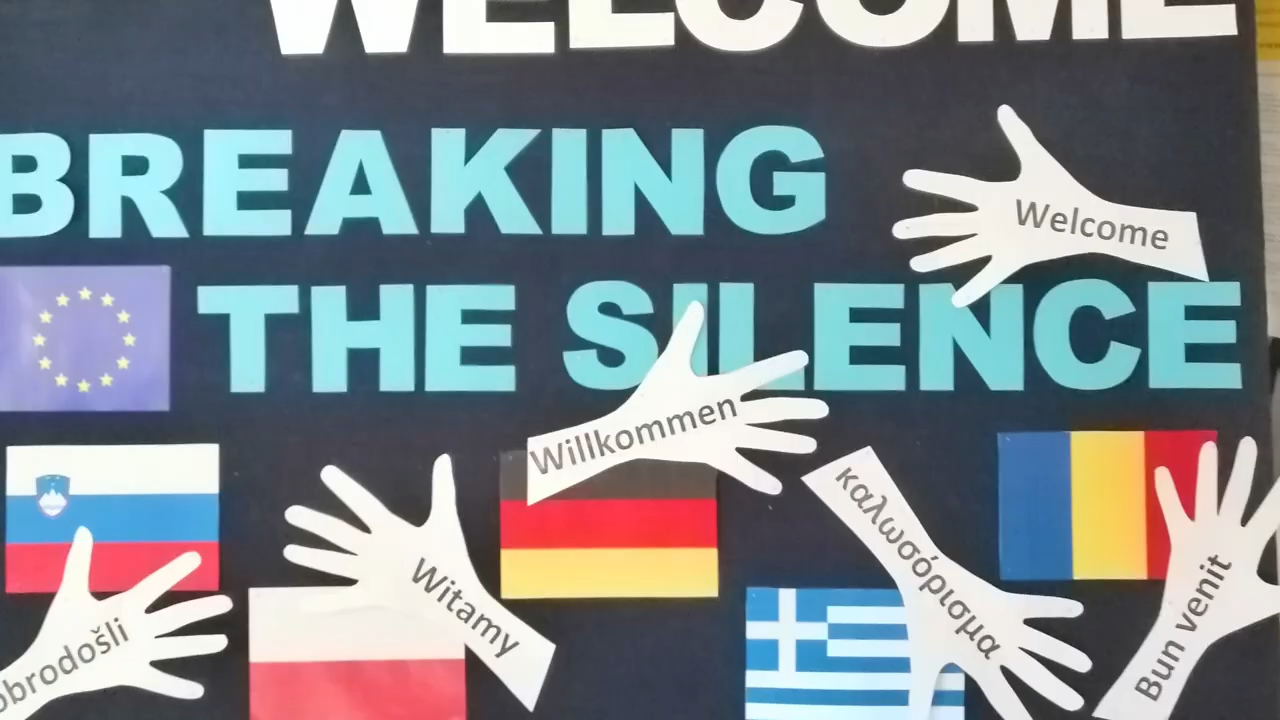 WELCOME
BREAKING
Welcome
THE SILENCE
Willkommen
καλωσόρισμα
Witamy
Bun venit
obrodošli